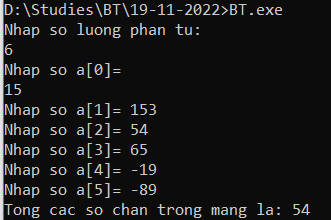 D:\Studies\BT\19-11-2022>BT.exe
Nhap so luong phan tu:
6
Nhap so a[0]=
15
Nhap so a[1]= 153
Nhap so a[2]= 54
Nhap so a[3]= 65
Nhap so a[4]= -19
Nhap so a[5]= -89
Tong cac so chan trong mang la: 54